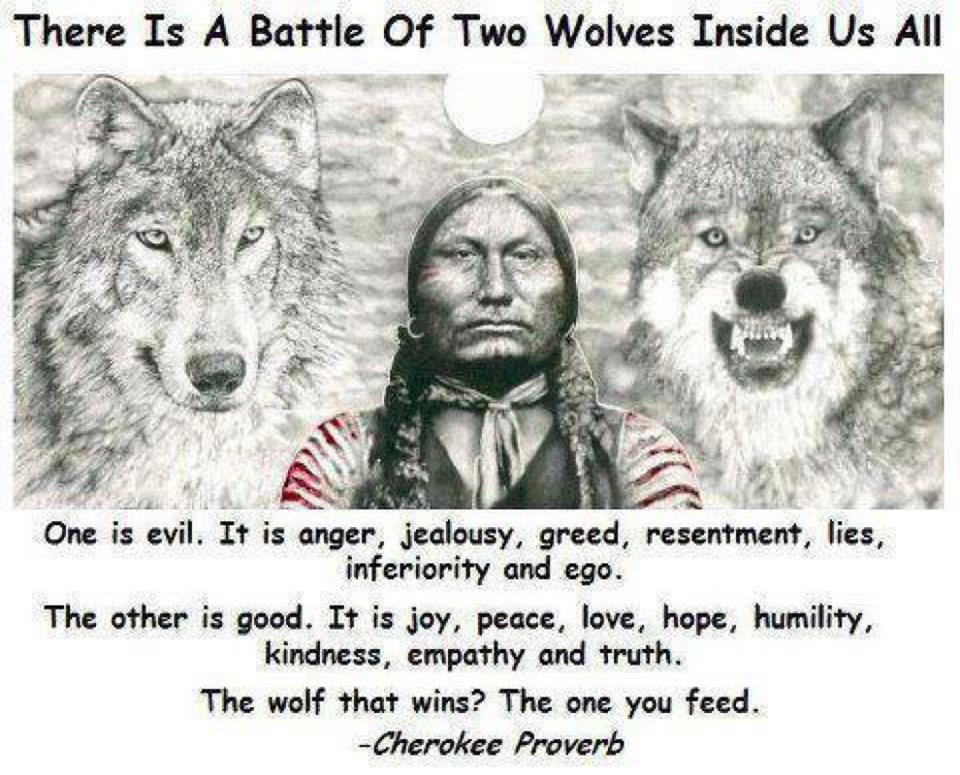 There Is A Battle Of Two Wolves Inside Us All
One is evil. It is anger, jealousy, greed, resentment, lies,
inferiority and ego.
The other is good. It is joy, peace, love, hope, humility,
kindness, empathy and truth.
The wolf that wins? The one you feed.
-Cherokee Proverb